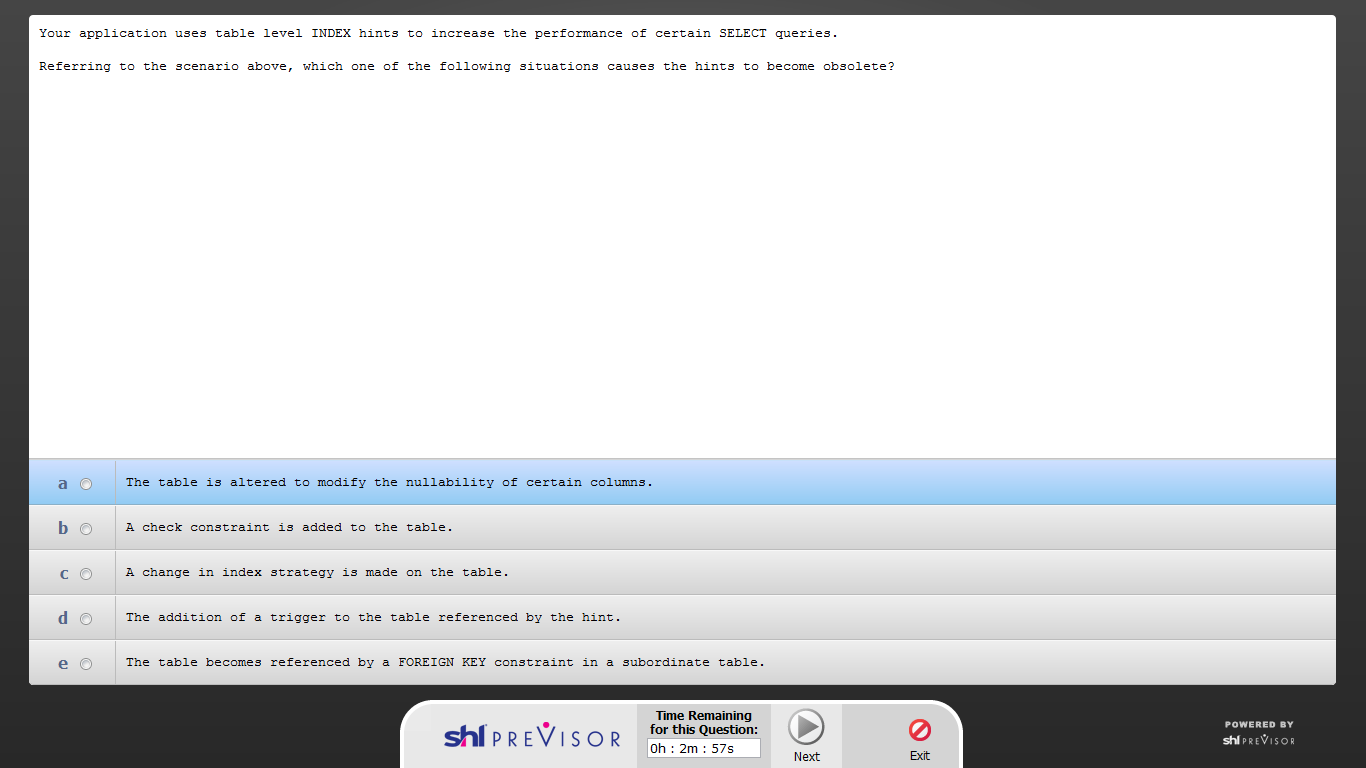 Your application uses table level INDEX hints to increase the performance of certain SELECT queries.
Referring to the scenario above, which one of the following situations causes the hints to become obsolete?
a The table is altered to modify the nullability of certain columns.
b A check constraint is added to the table.
c A change in index strategy is made on the table.
d The addition of a trigger to the table referenced by the hint.
e The table becomes referenced by a FOREIGN KEY constraint in a subordinate table.
shl PREVISOR
Time Remaining
for this Question:
0h : 2m : 57s
Next
Exit
POWERED BY
shl PREVISOR